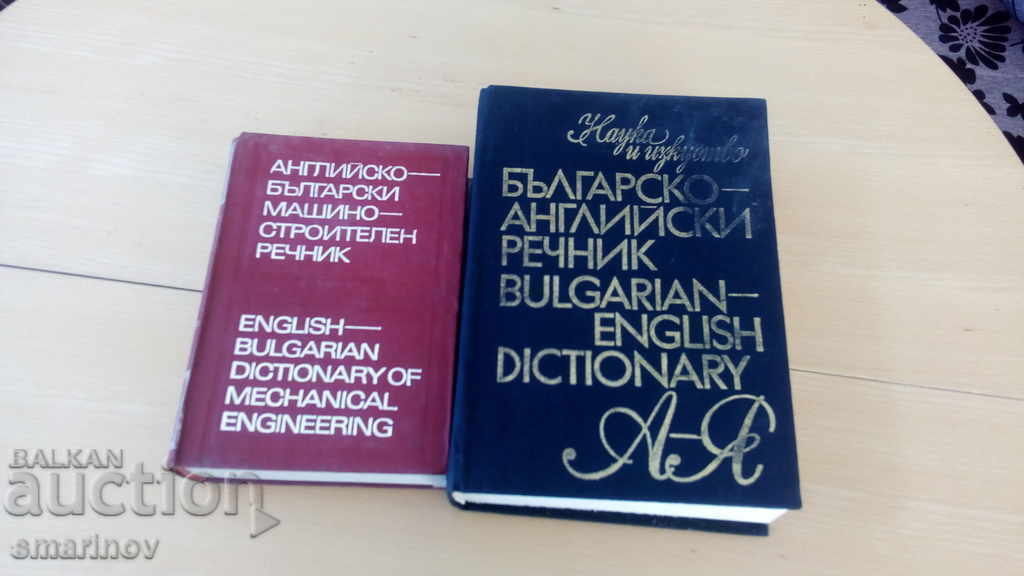 АНГЛИЙСКО—
БЪЛГАРСКИ
МАШИНО—
СТРОИТЕЛЕН
РЕЧНИК
ENGLISH—
BULGARIAN
DICTIONARY OF
MECHANICAL
ENGINEERING
Наука
и изкуство
БЪЛГАРСКО—
АНГЛИЙСКИ
РЕЧНИК
BULGARIAN—
ENGLISH
DICTIONARY
А-Я
BALKAN
auction
smarinov